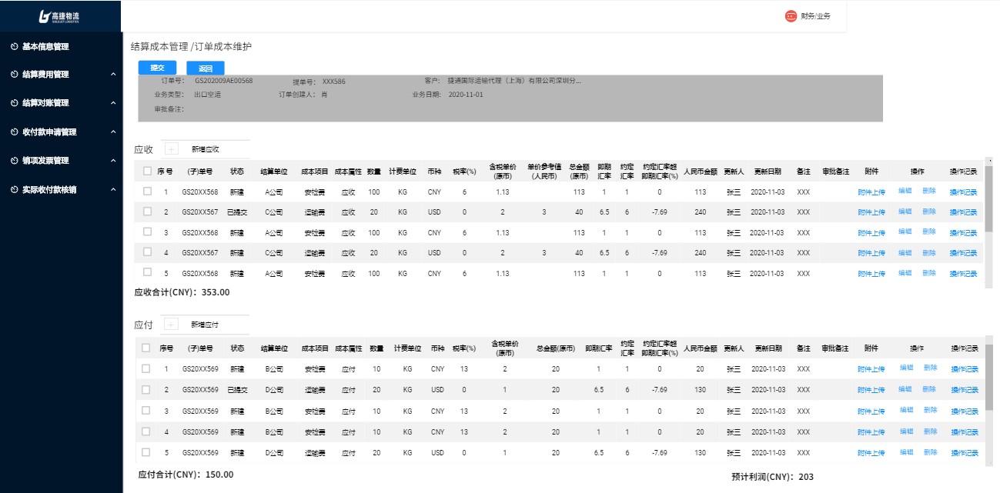 高捷物流
财务/业务
基本信息管理
结算费用管理
结算对账管理
收付款申请管理
销项发票管理
实际收付款核销
结算成本管理 /订单成本维护
提交 返回
订单号： GS202009AE00568 提单号： XXX586 客户： 捷通国际运输代理（上海）有限公司深圳分...
业务类型： 出口空运 订单创建人： 肖 业务日期： 2020-11-01
审批备注：
应收 + 新增应收
序号 (子)单号 状态 结算单位 成本项目 成本属性 数量 计费单位 币种 税率(%) 含税单价(原币) 单价参考值(人民币) 总金额(原币) 即期汇率 约定汇率 约定汇率超即期汇率(%) 人民币金额 更新人 更新日期 备注 审批备注 附件 操作 操作记录
1 GS20XX568 新建 A公司 安检费 应收 100 KG CNY 6 1.13 113 1 1 0 113 张三 2020-11-03 XXX 附件上传 编辑 删除 操作记录
2 GS20XX567 已提交 C公司 运输费 应收 20 KG USD 0 2 3 40 6.5 6 -7.69 240 张三 2020-11-03 XXX 附件上传 编辑 删除 操作记录
3 GS20XX568 新建 A公司 安检费 应收 100 KG CNY 6 1.13 113 1 1 0 113 张三 2020-11-03 XXX 附件上传 编辑 删除 操作记录
4 GS20XX567 新建 C公司 运输费 应收 20 KG USD 0 2 3 40 6.5 6 -7.69 240 张三 2020-11-03 XXX 附件上传 编辑 删除 操作记录
5 GS20XX568 新建 A公司 安检费 应收 100 KG CNY 6 1.13 113 1 1 0 113 张三 2020-11-03 XXX 附件上传 编辑 删除 操作记录
应收合计(CNY)：353.00
应付 + 新增应付
序号 (子)单号 状态 结算单位 成本项目 成本属性 数量 计费单位 币种 税率(%) 含税单价(原币) 总金额(原币) 即期汇率 约定汇率 约定汇率超即期汇率(%) 人民币金额 更新人 更新日期 备注 审批备注 附件 操作 操作记录
1 GS20XX569 新建 B公司 安检费 应付 10 KG CNY 13 2 20 1 1 0 20 张三 2020-11-03 XXX 附件上传 编辑 删除 操作记录
2 GS20XX569 已提交 D公司 运输费 应付 20 KG USD 0 1 20 6.5 6 -7.69 130 张三 2020-11-03 XXX 附件上传 编辑 删除 操作记录
3 GS20XX569 新建 B公司 安检费 应付 10 KG CNY 13 2 20 1 1 0 20 张三 2020-11-03 XXX 附件上传 编辑 删除 操作记录
4 GS20XX569 新建 B公司 安检费 应付 10 KG CNY 13 2 20 1 1 0 20 张三 2020-11-03 XXX 附件上传 编辑 删除 操作记录
5 GS20XX569 新建 D公司 运输费 应付 20 KG USD 0 1 20 6.5 6 -7.69 130 张三 2020-11-03 XXX 附件上传 编辑 删除 操作记录
应付合计(CNY)：150.00
预计利润(CNY)：203